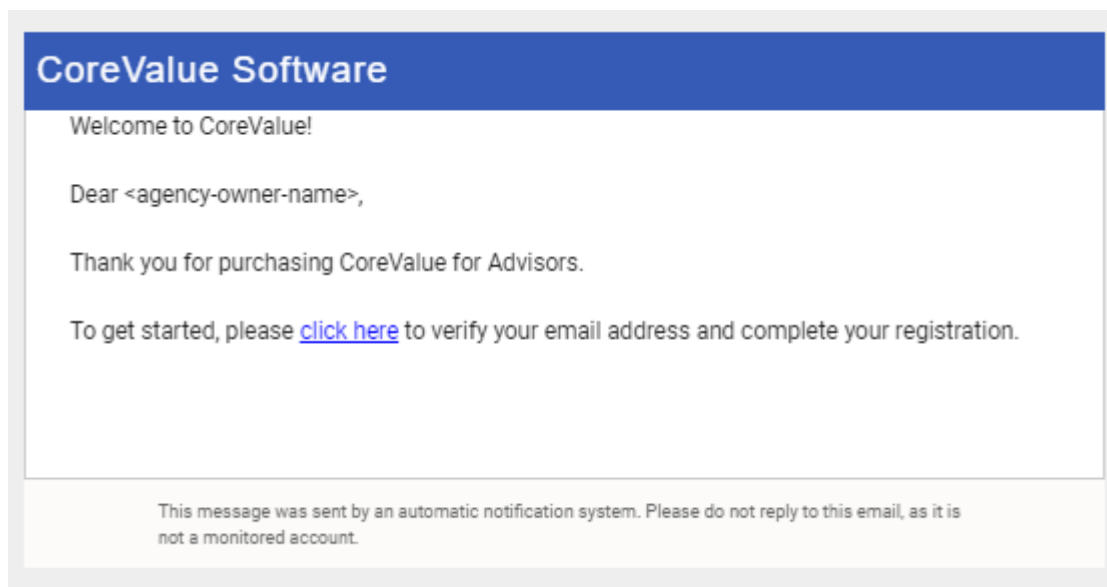 CoreValue Software
Welcome to CoreValue!
Dear <agency-owner-name>,
Thank you for purchasing CoreValue for Advisors.
To get started, please click here to verify your email address and complete your registration.
This message was sent by an automatic notification system. Please do not reply to this email, as it is
not a monitored account.